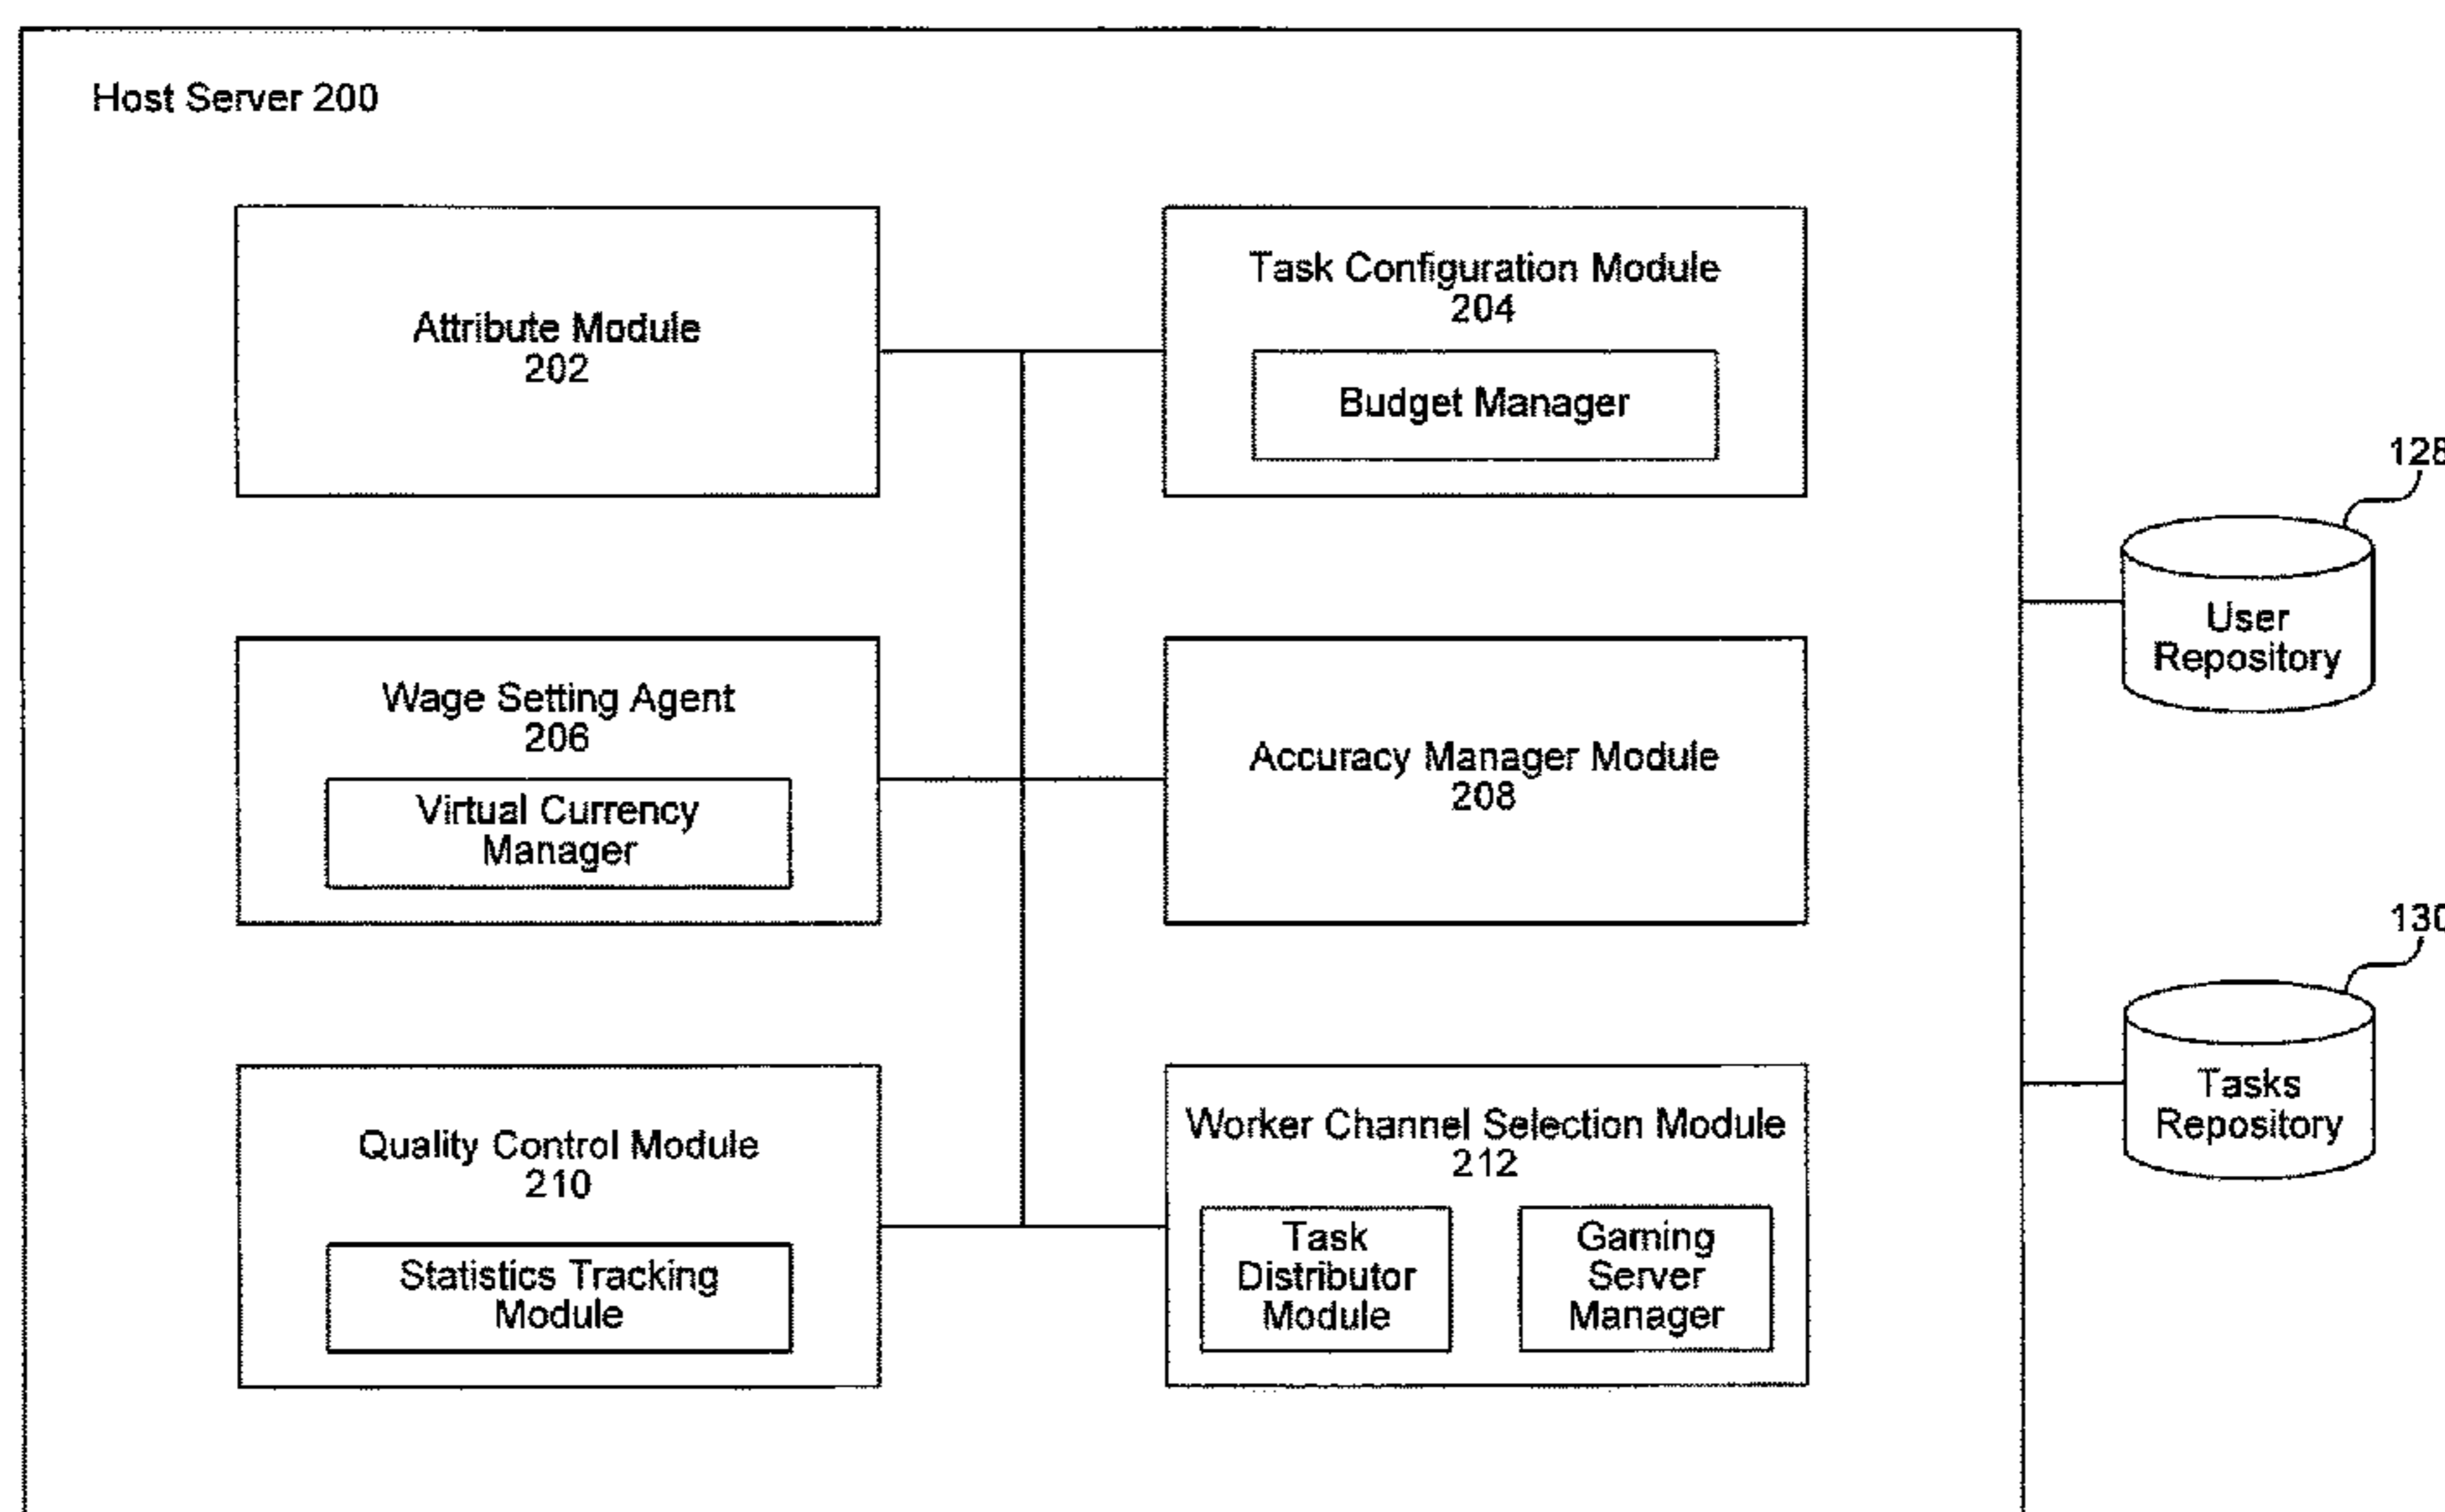 Host Server 200
Attribute Module
202
Task Configuration Module
204
Budget Manager
128
User
Repository
Wage Setting Agent
206
Virtual Currency
Manager
Accuracy Manager Module
208
130
Tasks
Repository
Quality Control Module
210
Statistics Tracking
Module
Worker Channel Selection Module
212
Task
Distributor
Module
Gaming
Server
Manager